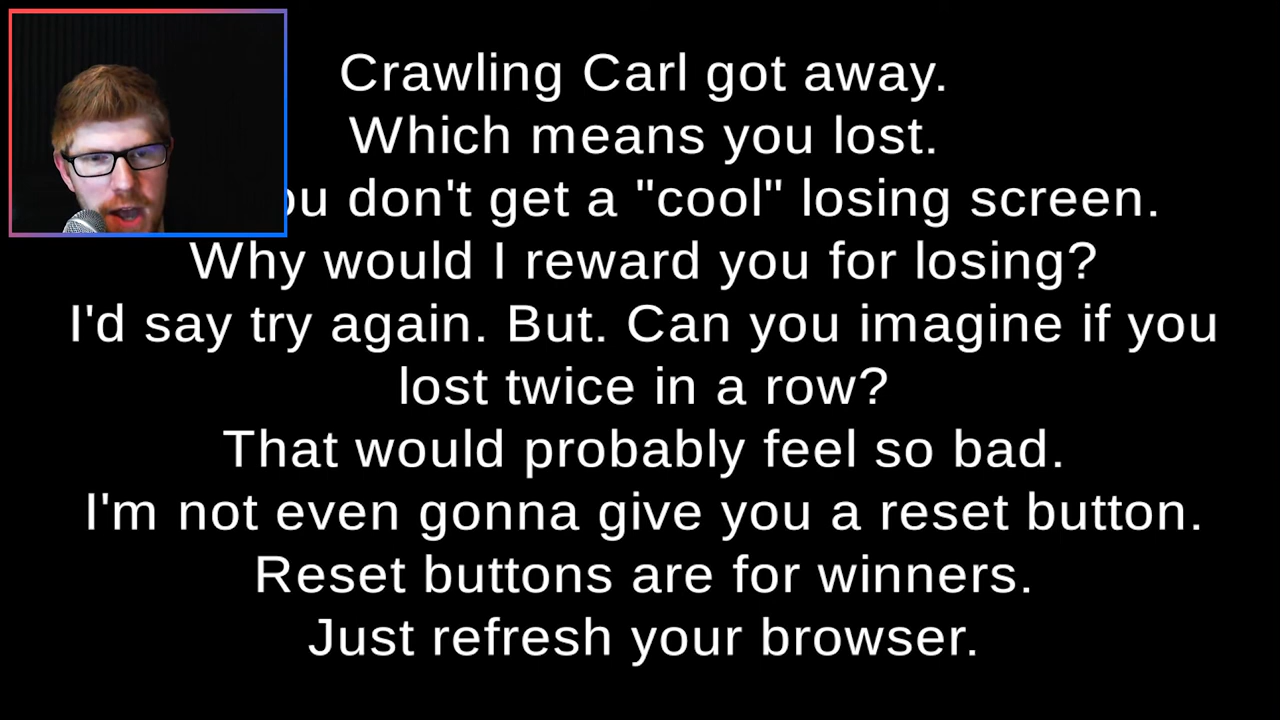 Crawling Carl got away.
Which means you lost.
don't get a "cool" losing screen.
Why would I reward you for losing?
I'd say try again. But. Can you imagine if you
lost twice in a row?
That would probably feel so bad.
I'm not even gonna give you a reset button.
Reset buttons are for winners.
Just refresh your browser.